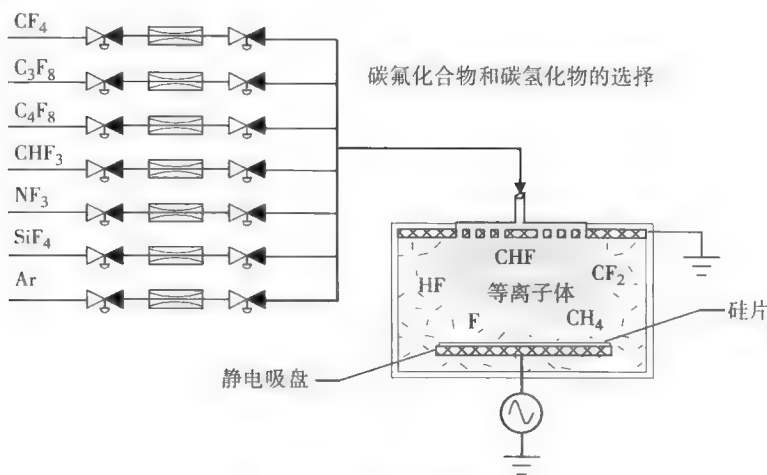 CF4
C3F8
C4F8
CHF3
NF3
SiF4
Ar
碳氟化合物和碳氢化物的选择
CHF
HF
CF2
等离子体
F
CH4
硅片
静电吸盘